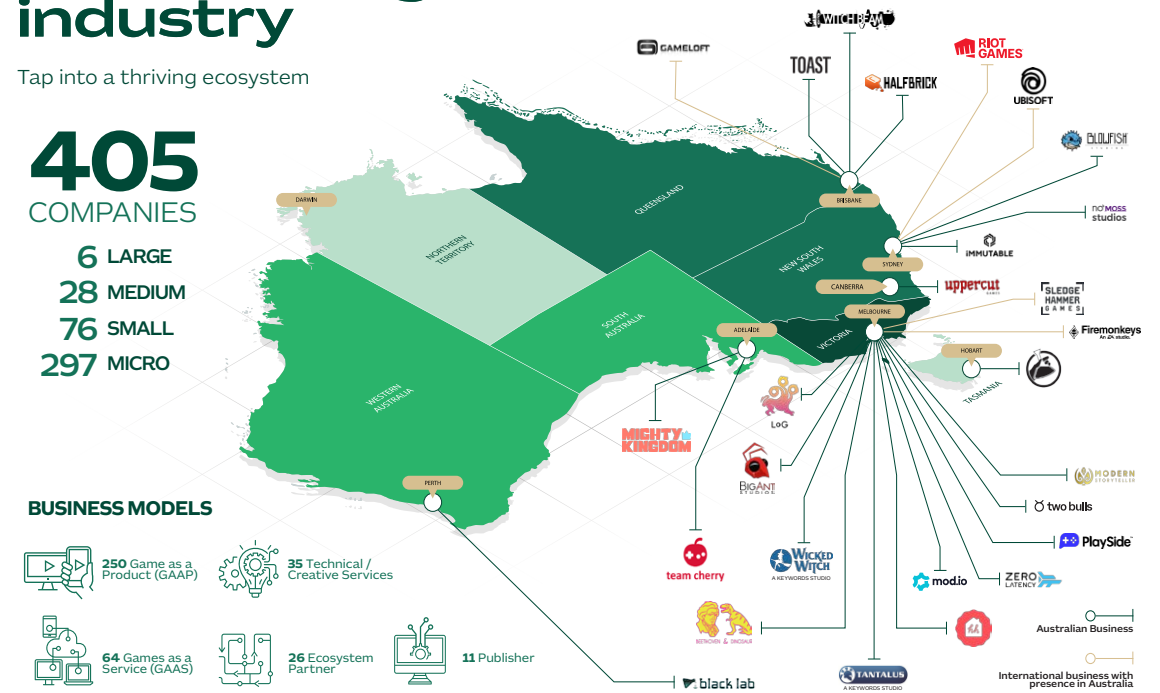 industry
Tap into a thriving ecosystem
405
COMPANIES
6 LARGE
28 MEDIUM
76 SMALL
297 MICRO
BUSINESS MODELS
250 Game as a
Product (GAAP)
35 Technical /
Creative Services
64 Games as a
Service (GAAS)
26 Ecosystem
Partner
11 Publisher
WITCH BEAM
GAMELOFT
TOAST
HALFBRICK
RIOT
GAMES
UBISOFT
BLOWFISH
STUDIOS
no moss
studios
IMMUTABLE
uppercut
GAMES
SLEDGE
HAMMER
GAMES
Firemonkeys
An EA studio.
DARWIN
NORTHERN
TERRITORY
QUEENSLAND
BRISBANE
NEW SOUTH
WALES
SYDNEY
CANBERRA
MELBOURNE
VICTORIA
ADELAIDE
SOUTH
AUSTRALIA
HOBART
TASMANIA
WESTERN
AUSTRALIA
PERTH
MIGHTY
KINGDOM
LoG
BIGANT
STUDIOS
team cherry
WICKED
WITCH
A KEYWORDS STUDIO
BEETHOVEN & DINOSAUR
MODERN
STORYTELLER
two bulls
PlaySide
mod.io
ZERO
LATENCY
TANTALUS
A KEYWORDS STUDIO
black lab
Australian Business
International business with
presence in Australia